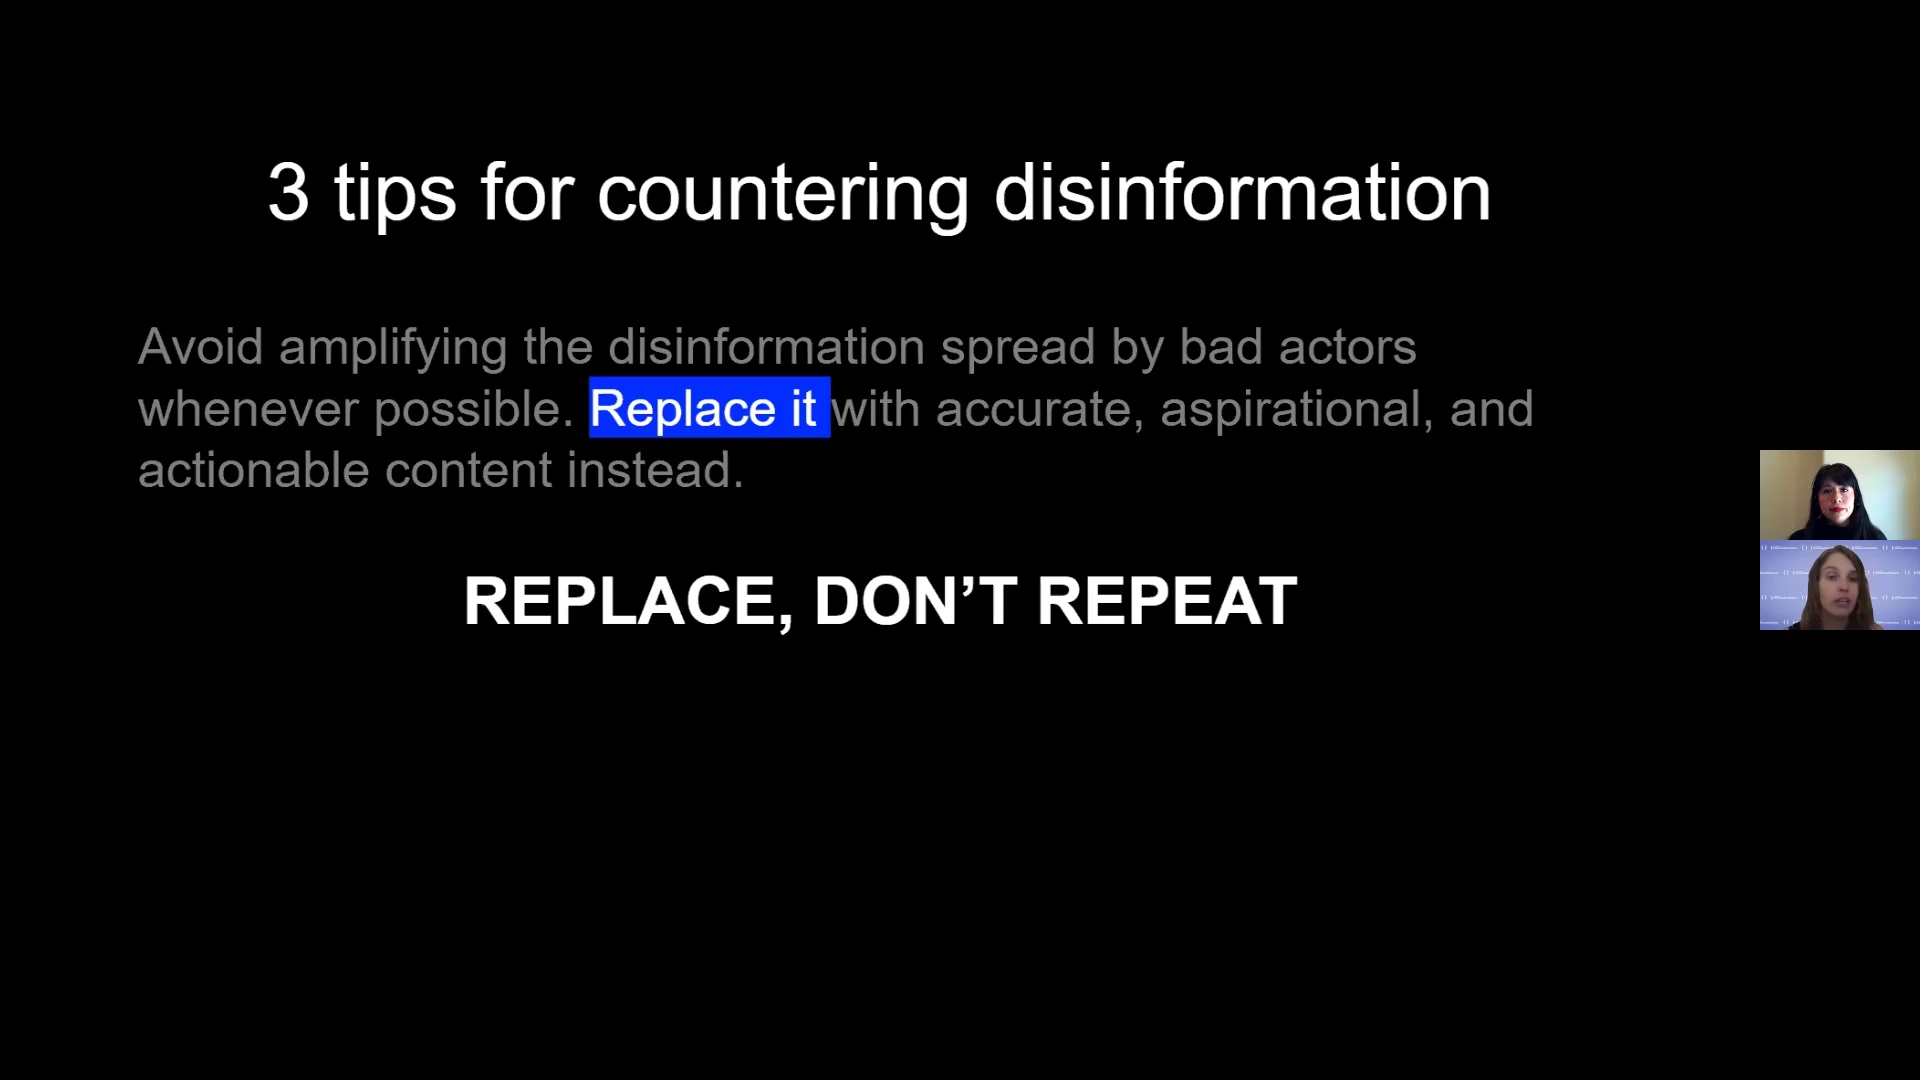 3 tips for countering disinformation
Avoid amplifying the disinformation spread by bad actors
whenever possible. Replace it with accurate, aspirational, and
actionable content instead.
REPLACE, DON’T REPEAT